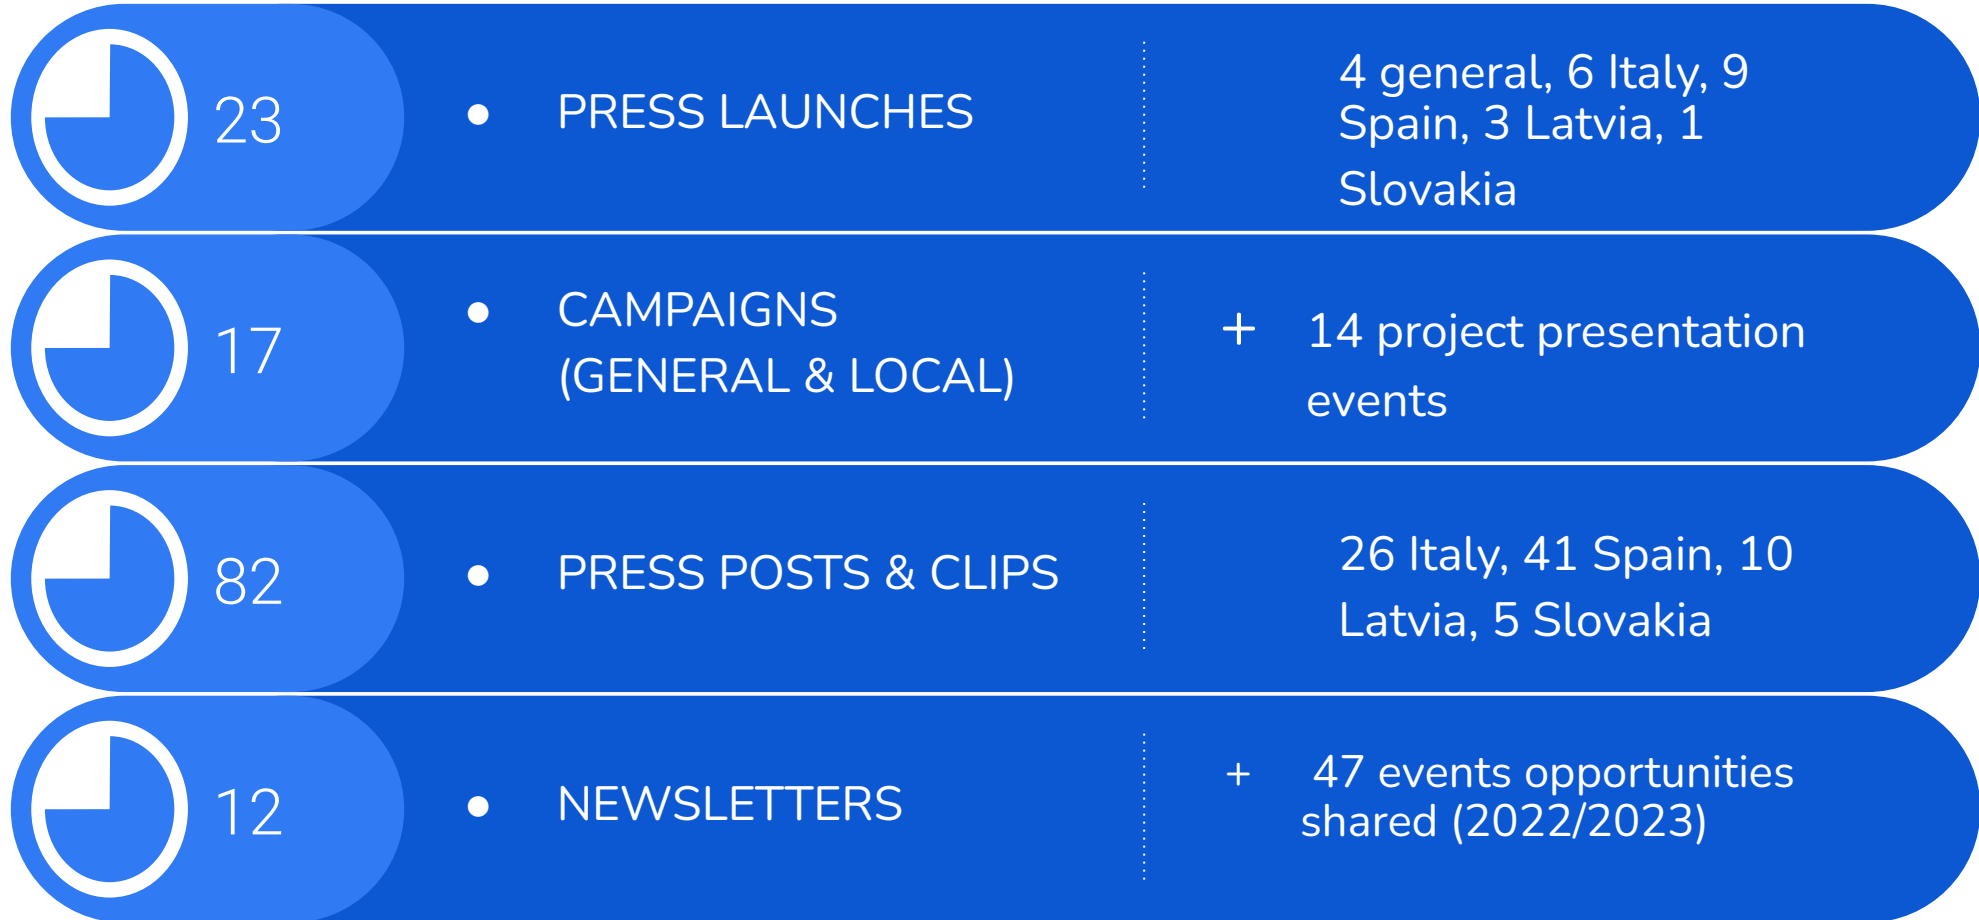 23
• PRESS LAUNCHES
4 general, 6 Italy, 9
Spain, 3 Latvia, 1
Slovakia
17
• CAMPAIGNS
(GENERAL & LOCAL)
+ 14 project presentation
events
82
• PRESS POSTS & CLIPS
26 Italy, 41 Spain, 10
Latvia, 5 Slovakia
12
• NEWSLETTERS
+ 47 events opportunities
shared (2022/2023)